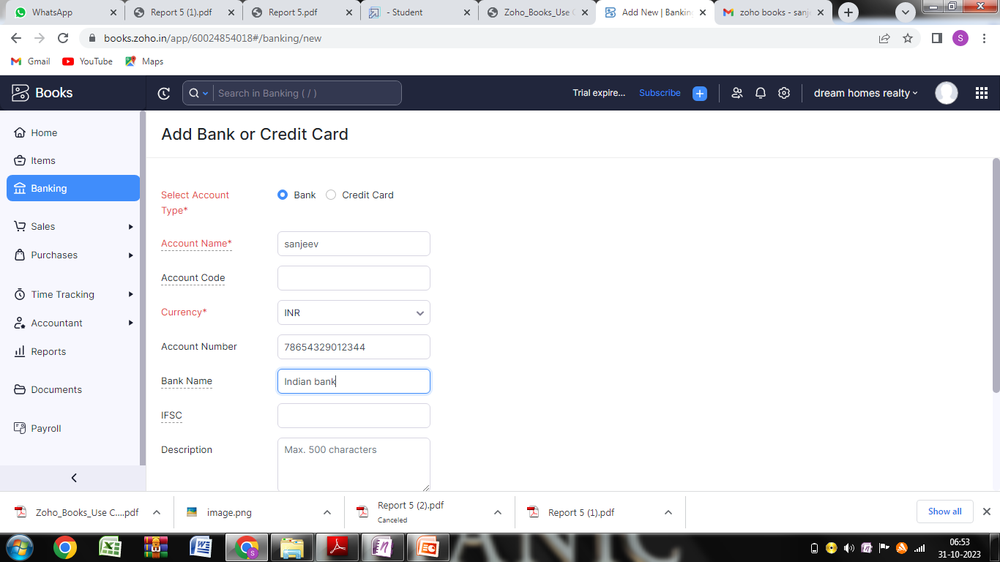 WhatsApp
Report 5 (1).pdf
Report 5.pdf
- Student
Zoho_Books_Use C
Add New | Bankin
zoho books - sanj
books.zoho.in/app/60024854018#/banking/new
S
Gmail
YouTube
Maps
Books
Search in Banking ( / )
Trial expire...
Subscribe
dream homes realty
Home
Items
Banking
Sales
Purchases
Time Tracking
Accountant
Reports
Documents
Payroll
Add Bank or Credit Card
Select Account
Type*
Bank
Credit Card
Account Name*
sanjeev
Account Code
Currency*
INR
Account Number
78654329012344
Bank Name
Indian bank
IFSC
Description
Max. 500 characters
Zoho_Books_Use C....pdf
image.png
Report 5 (2).pdf
Canceled
Report 5 (1).pdf
Show all
06:53
31-10-2023